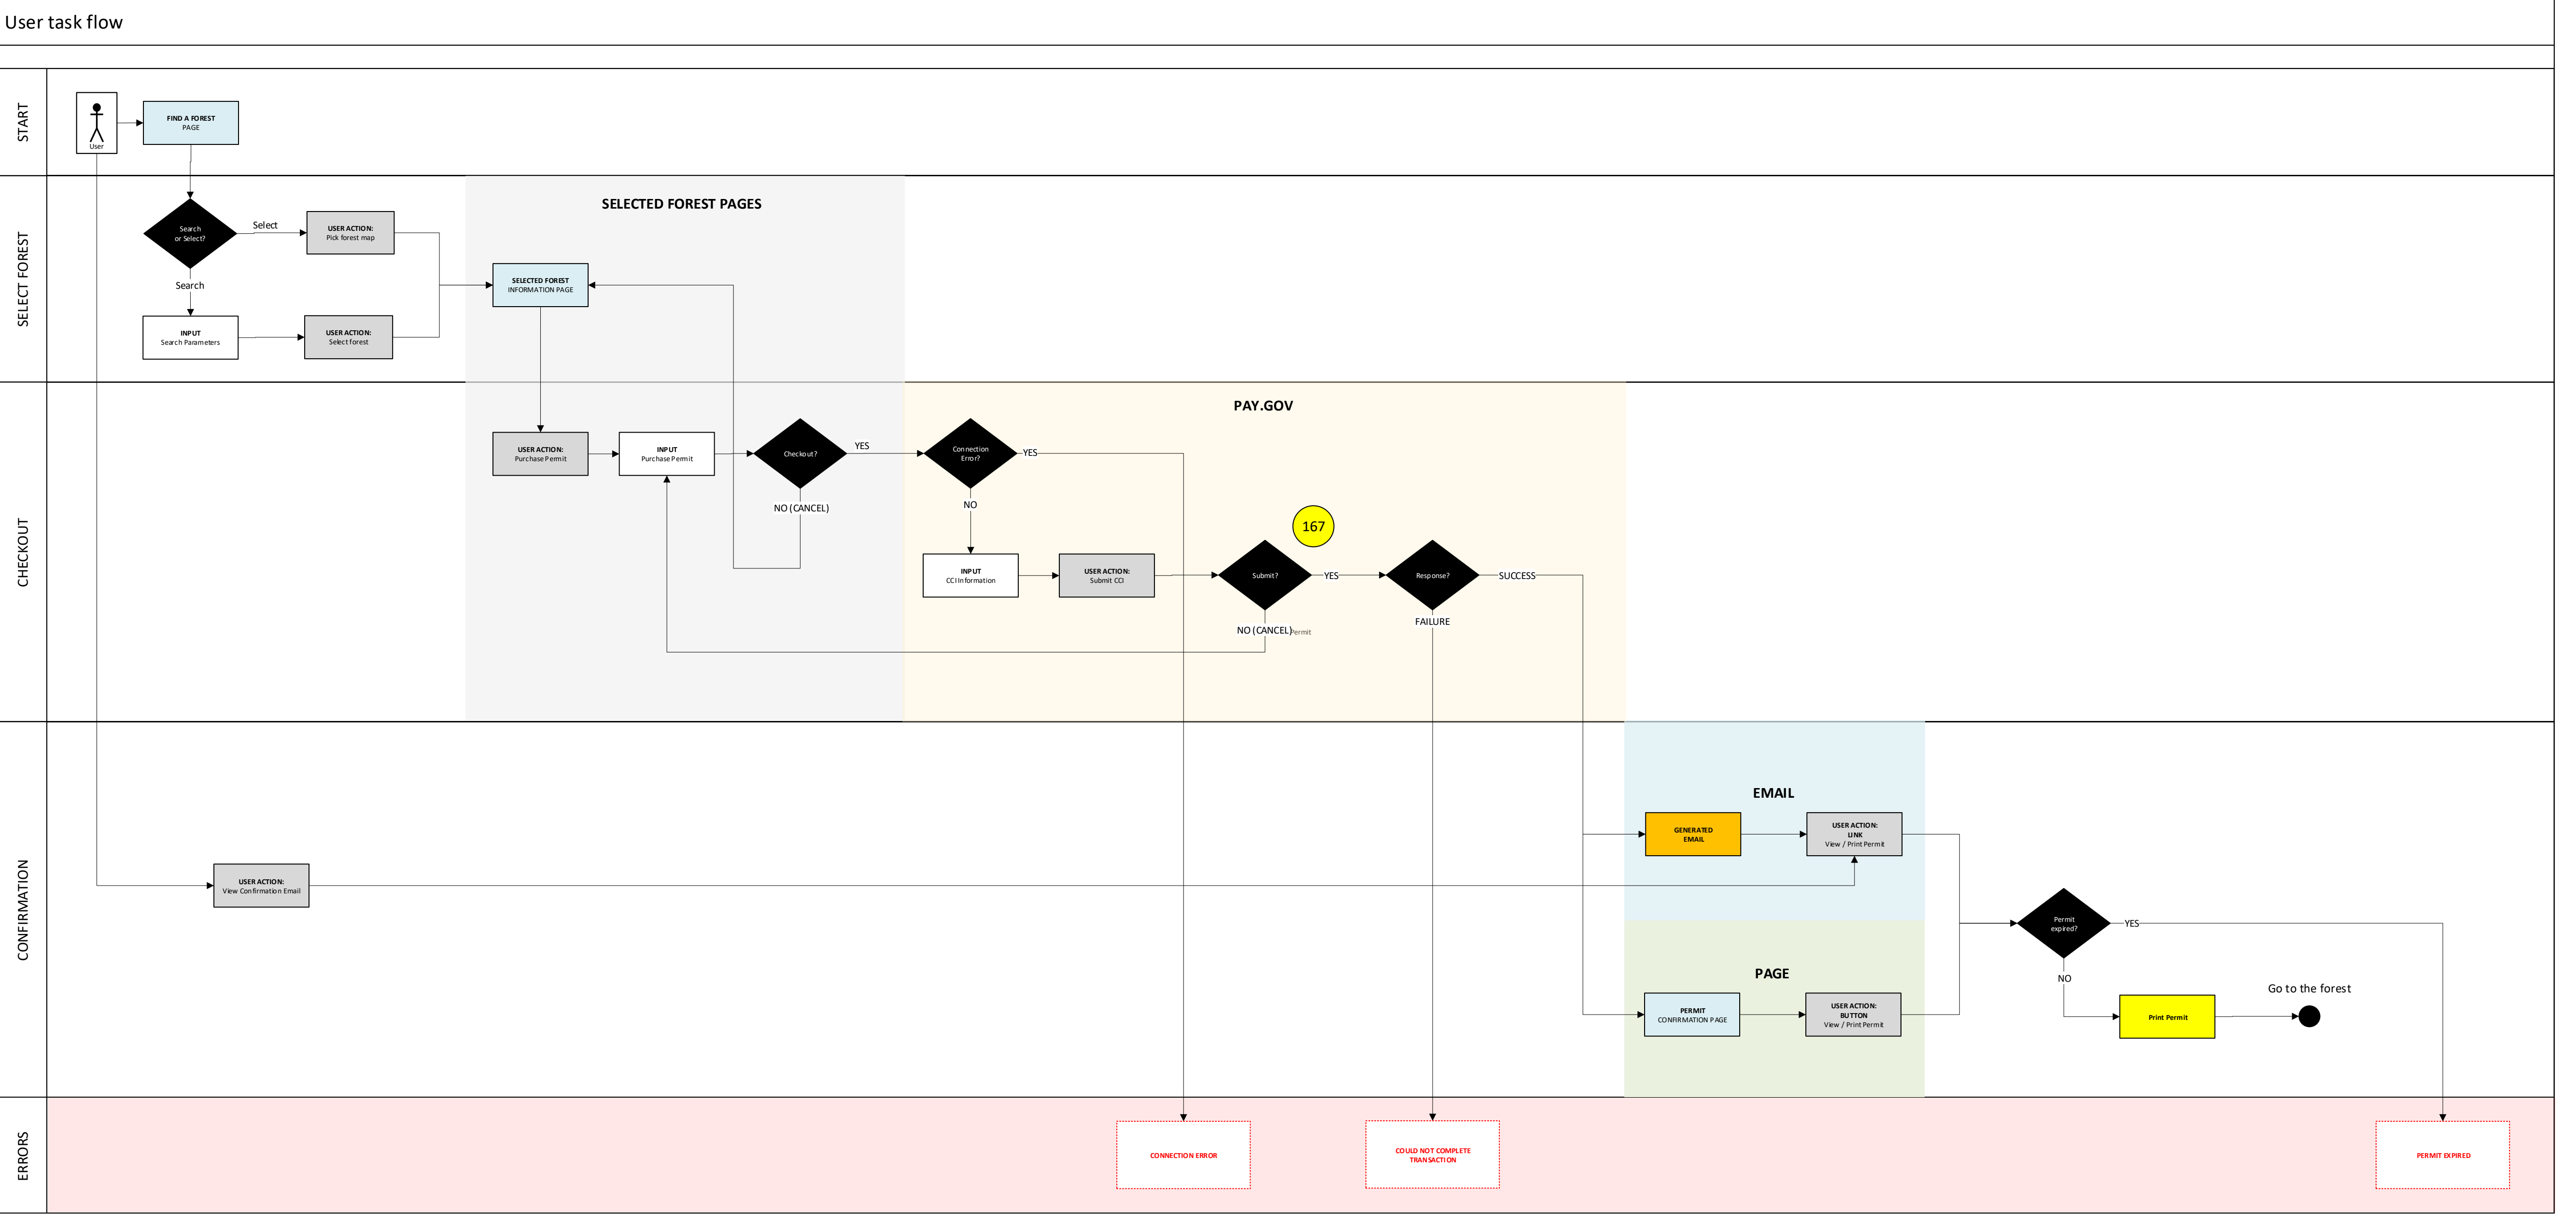 User task flow
START
User
FIND A FOREST
PAGE
SELECT FOREST
Search
or Select?
Select
USER ACTION:
Pick forest map
Search
INPUT
Search Parameters
USER ACTION:
Select forest
SELECTED FOREST PAGES
SELECTED FOREST
INFORMATION PAGE
CHECKOUT
USER ACTION:
Purchase Permit
INPUT
Purchase Permit
Checkout?
YES
NO (CANCEL)
PAY.GOV
Connection
Error?
YES
NO
INPUT
CCI Information
USER ACTION:
Submit CCI
167
Submit?
YES
NO (CANCEL)
Permit
Response?
SUCCESS
FAILURE
CONFIRMATION
USER ACTION:
View Confirmation Email
EMAIL
GENERATED
EMAIL
USER ACTION:
LINK
View / Print Permit
PAGE
PERMIT
CONFIRMATION PAGE
USER ACTION:
BUTTON
View / Print Permit
Permit
expired?
YES
NO
Print Permit
Go to the forest
ERRORS
CONNECTION ERROR
COULD NOT COMPLETE
TRANSACTION
PERMIT EXPIRED